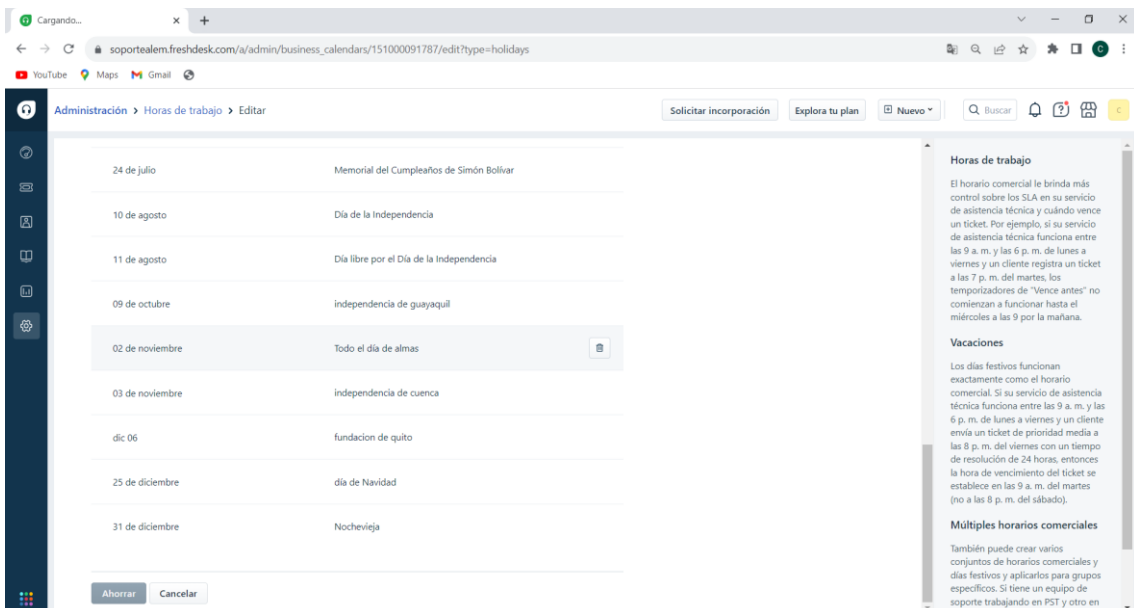 Cargando...
soportealem.freshdesk.com/a/admin/business_calendars/151000091787/edit?type=holidays
C
YouTube
Maps
Gmail
Administración > Horas de trabajo > Editar
Solicitar incorporación
Explora tu plan
Nuevo
Buscar
C
24 de julio Memorial del Cumpleaños de Simón Bolívar
10 de agosto Día de la Independencia
11 de agosto Día libre por el Día de la Independencia
09 de octubre independencia de guayaquil
02 de noviembre Todo el día de almas
03 de noviembre independencia de cuenca
dic 06 fundacion de quito
25 de diciembre día de Navidad
31 de diciembre Nochevieja
Ahorrar
Cancelar
Horas de trabajo
El horario comercial le brinda más
control sobre los SLA en su servicio
de asistencia técnica y cuándo vence
un ticket. Por ejemplo, si su servicio
de asistencia técnica funciona entre
las 9 a. m. y las 6 p. m. de lunes a
viernes y un cliente registra un ticket
a las 7 p. m. del martes, los
temporizadores de "Vence antes" no
comienzan a funcionar hasta el
miércoles a las 9 por la mañana.
Vacaciones
Los días festivos funcionan
exactamente como el horario
comercial. Si su servicio de asistencia
técnica funciona entre las 9 a. m. y las
6 p. m. de lunes a viernes y un cliente
envía un ticket de prioridad media a
las 8 p. m. del viernes con un tiempo
de resolución de 24 horas, entonces
la hora de vencimiento del ticket se
establece en las 9 a. m. del martes
(no a las 8 p. m. del sábado).
Múltiples horarios comerciales
También puede crear varios
conjuntos de horarios comerciales y
días festivos y aplicarlos para grupos
específicos. Si tiene un equipo de
soporte trabajando en PST y otro en